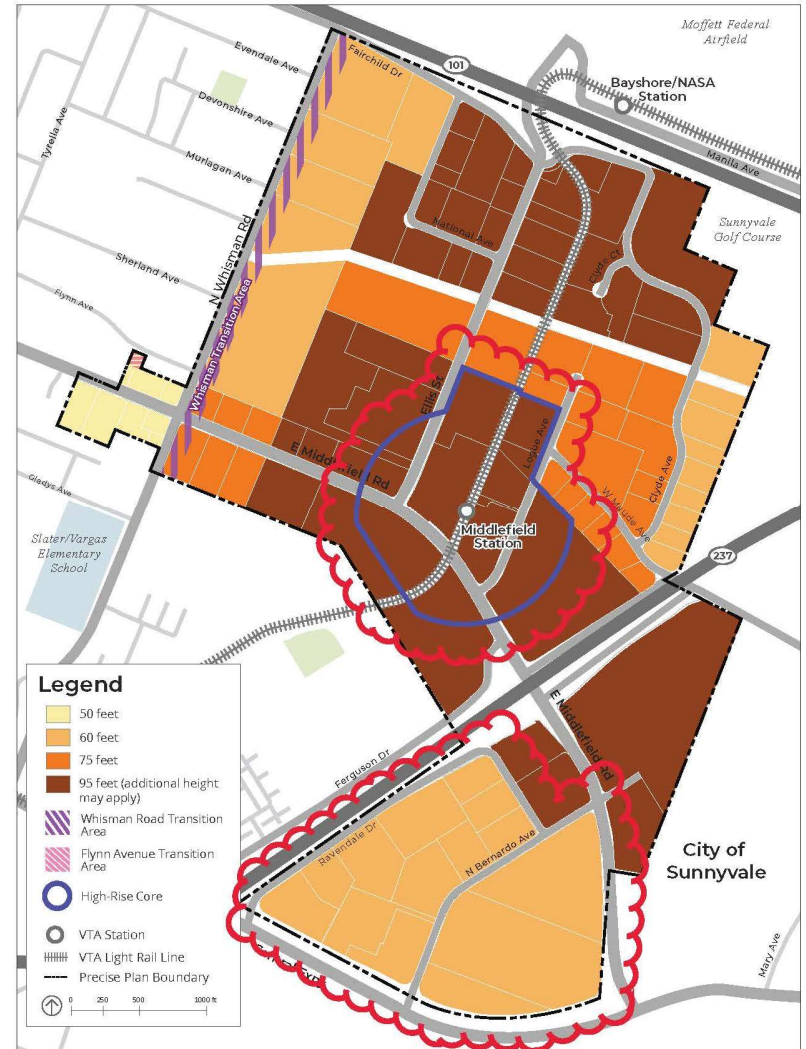 Moffett Federal
Airfield
Evendale Ave
Fairchild Dr
101
Bayshore/NASA
Station
Devonshire Ave
Tyrella Ave
Murlagan Ave
Manila Ave
National Ave
Sunnyvale
Golf Course
N Whisman Rd
Sherland Ave
Clyde Ct
Flynn Ave
Whisman Transition Area
Ellis St
Logue Ave
E Middlefield Rd
Clyde Ave
Gladys Ave
W Maude Ave
Middlefield
Station
Slater/Vargas
Elementary
School
237
Legend
50 feet
60 feet
75 feet
95 feet (additional height
may apply)
Whisman Road Transition
Area
Flynn Avenue Transition
Area
High-Rise Core
VTA Station
VTA Light Rail Line
Precise Plan Boundary
0 250 500 1000 ft
E Middlefield Rd
Ferguson Dr
Ravendale Dr
N Bernardo Ave
City of
Sunnyvale
Mary Ave